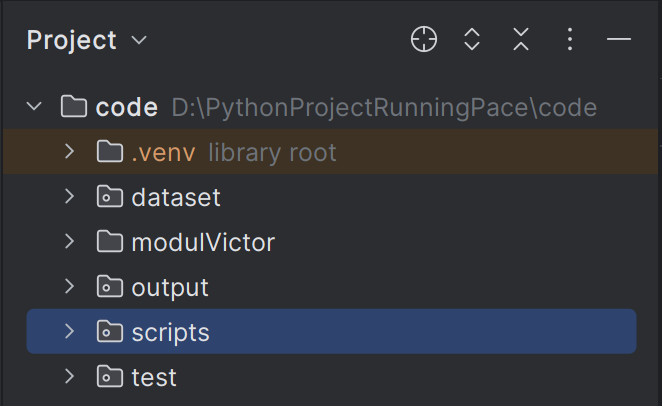 Project
code D:\PythonProjectRunningPace\code
.venv library root
dataset
modulVictor
output
scripts
test